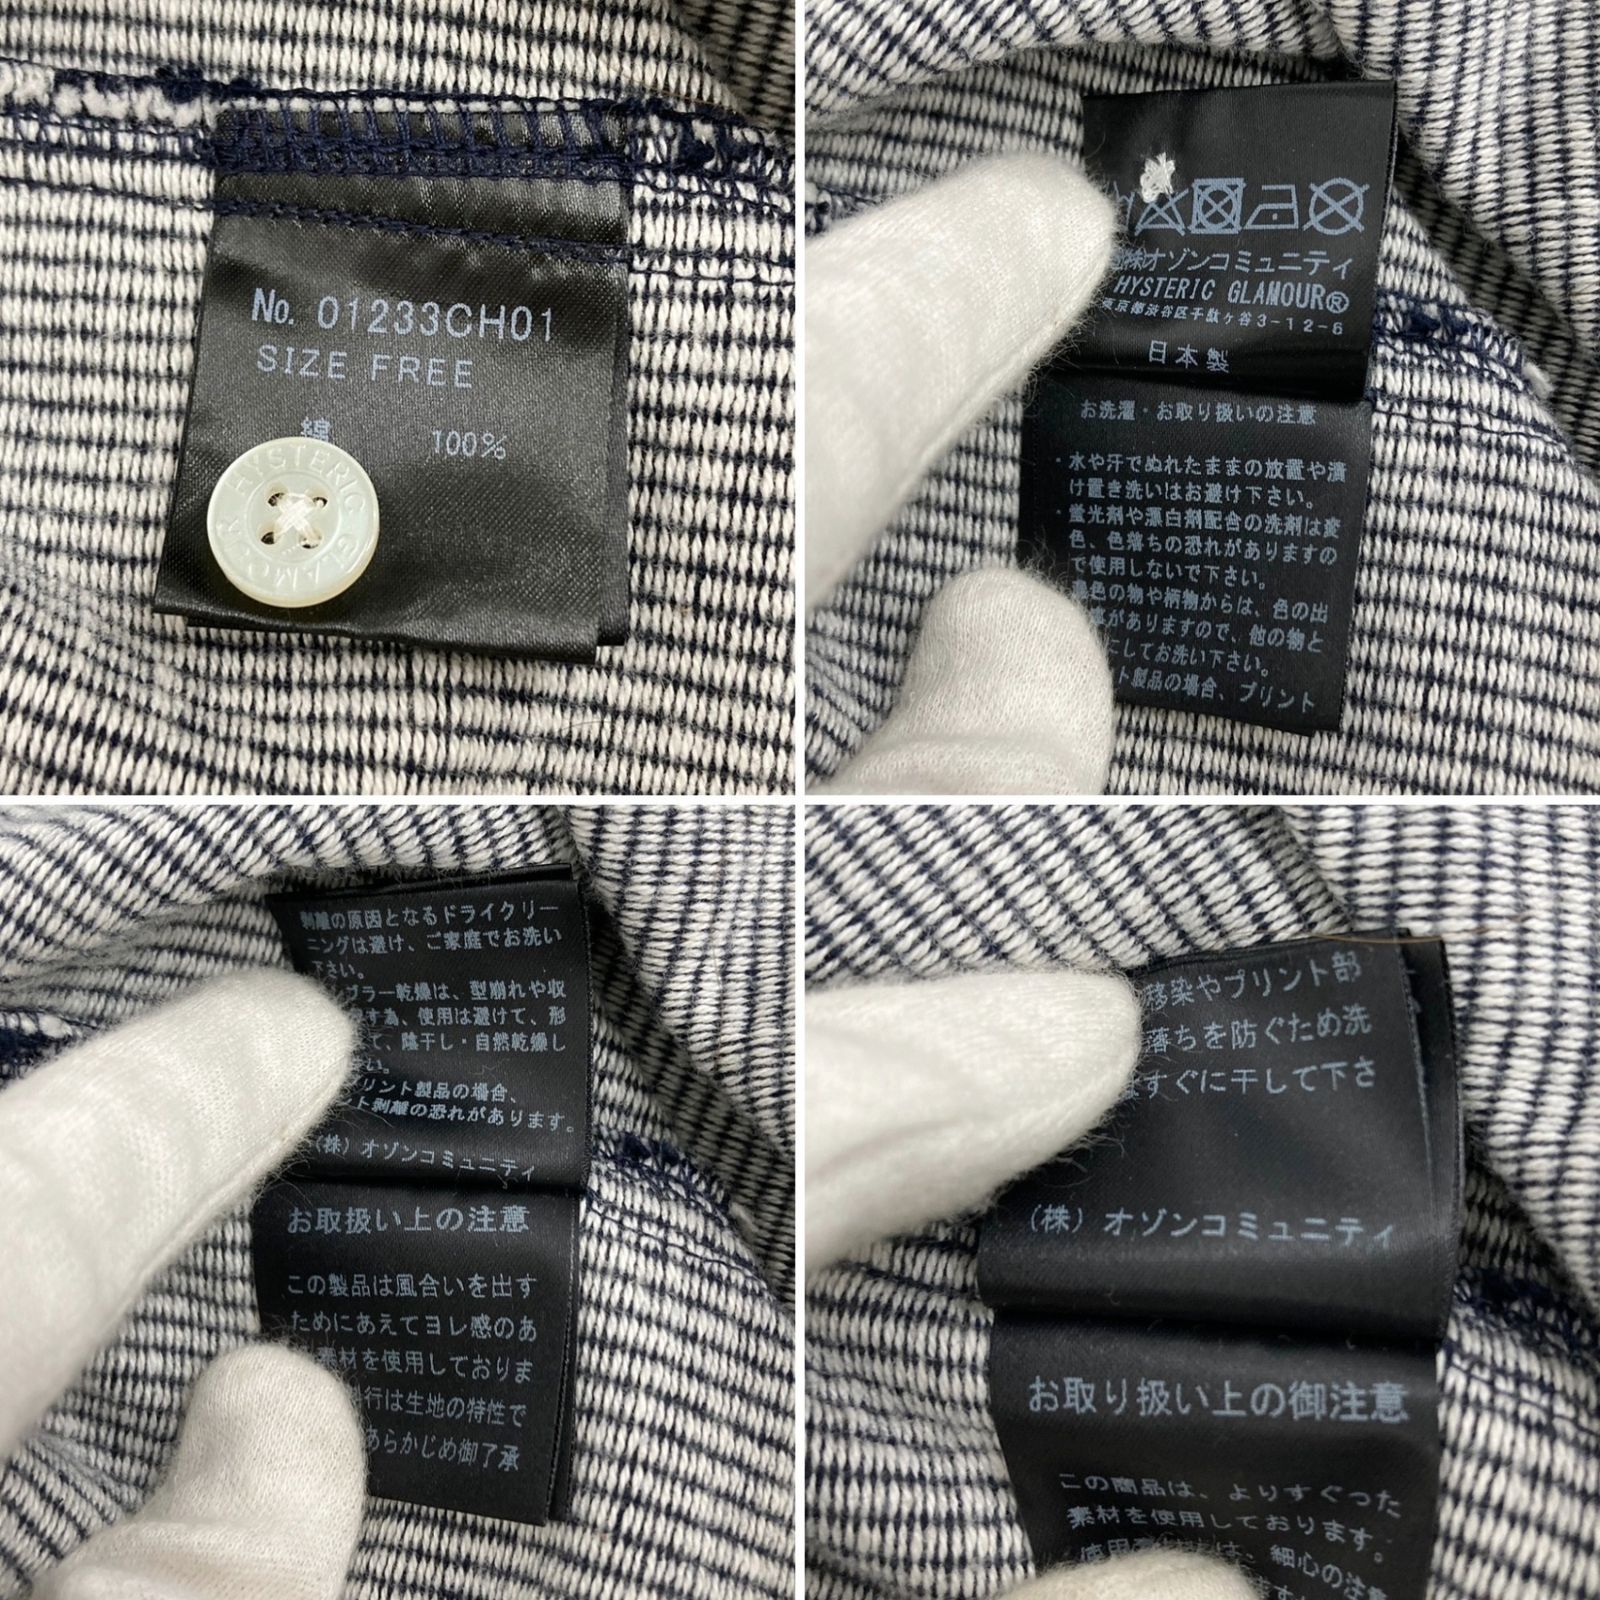 No. 01233CH01
SIZE FREE
綿 100%
HYSTERIC GLAMOUR
(株)オゾンコミュニティ
HYSTERIC GLAMOUR®
東京都渋谷区千駄ヶ谷3-12-6
日本製
お洗濯・お取り扱いの注意
・水や汗でぬれたままの放置や漬
け置き洗いはお避け下さい。
・蛍光剤や漂白剤配合の洗剤は変
色、色落ちの恐れがありますの
で使用しないで下さい。
色の物や柄物からは、色の出
がありますので、他の物と
にしてお洗い下さい。
ト製品の場合、プリント
剥離の原因となるドライクリー
ニングは避け、ご家庭でお洗い
下さい。
ブラー乾燥は、型崩れや収
す為、使用は避けて、形
て、陰干し・自然乾燥し
い。
リント製品の場合、
ント剥離の恐れがあります。
(株)オゾンコミュニティ
お取扱い上の注意
この製品は風合いを出す
ためにあえてヨレ感のあ
素材を使用しておりま
斜行は生地の特性で
あらかじめ御了承
移染やプリント部
落ちを防ぐため洗
はすぐに干して下さ
(株)オゾンコミュニティ
お取り扱い上の御注意
この商品は、よりすぐった
素材を使用しております。
使用 は、細心の注意